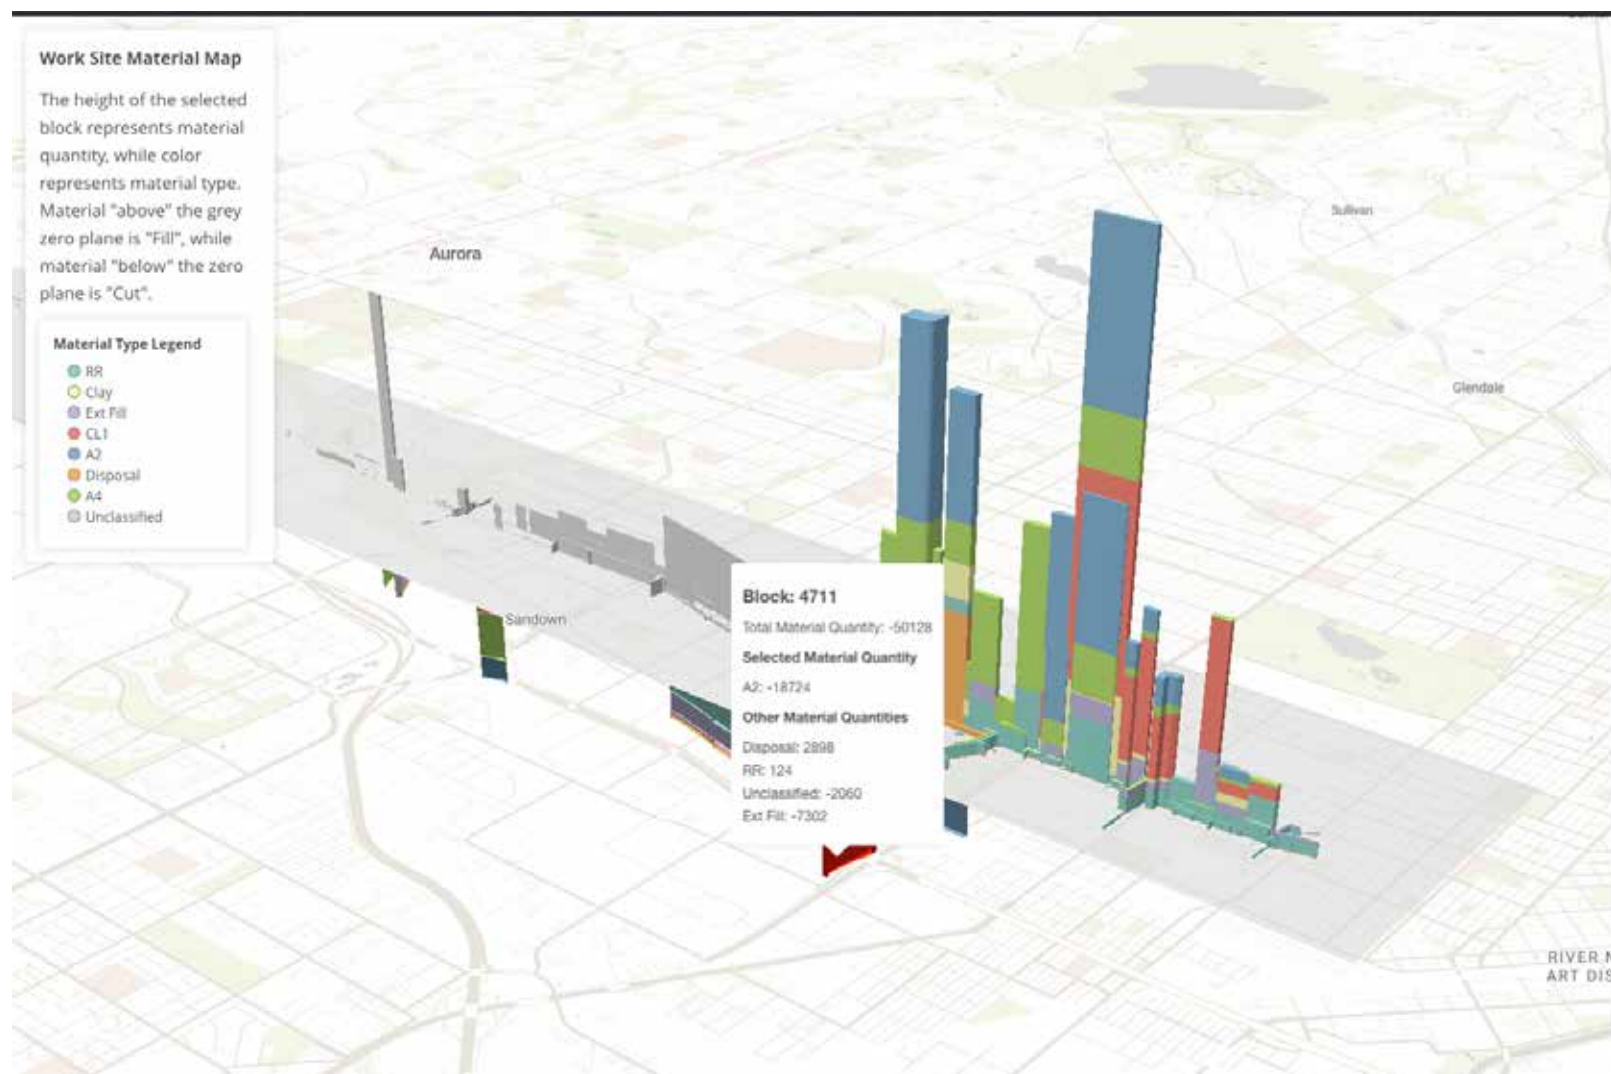 Work Site Material Map
The height of the selected
block represents material
quantity, while color
represents material type.
Material "above" the grey
zero plane is "Fill", while
material "below" the zero
plane is "Cut".
Material Type Legend
RR
Clay
Ext Fill
CL1
A2
Disposal
A4
Unclassified
Aurora
Sullivan
Glendale
Sandown
Block: 4711
Total Material Quantity: -50128
Selected Material Quantity
A2: -18724
Other Material Quantities
Disposal: 2898
RR: 124
Unclassified: -2060
Ext Fill: -7302
RIVER
ART